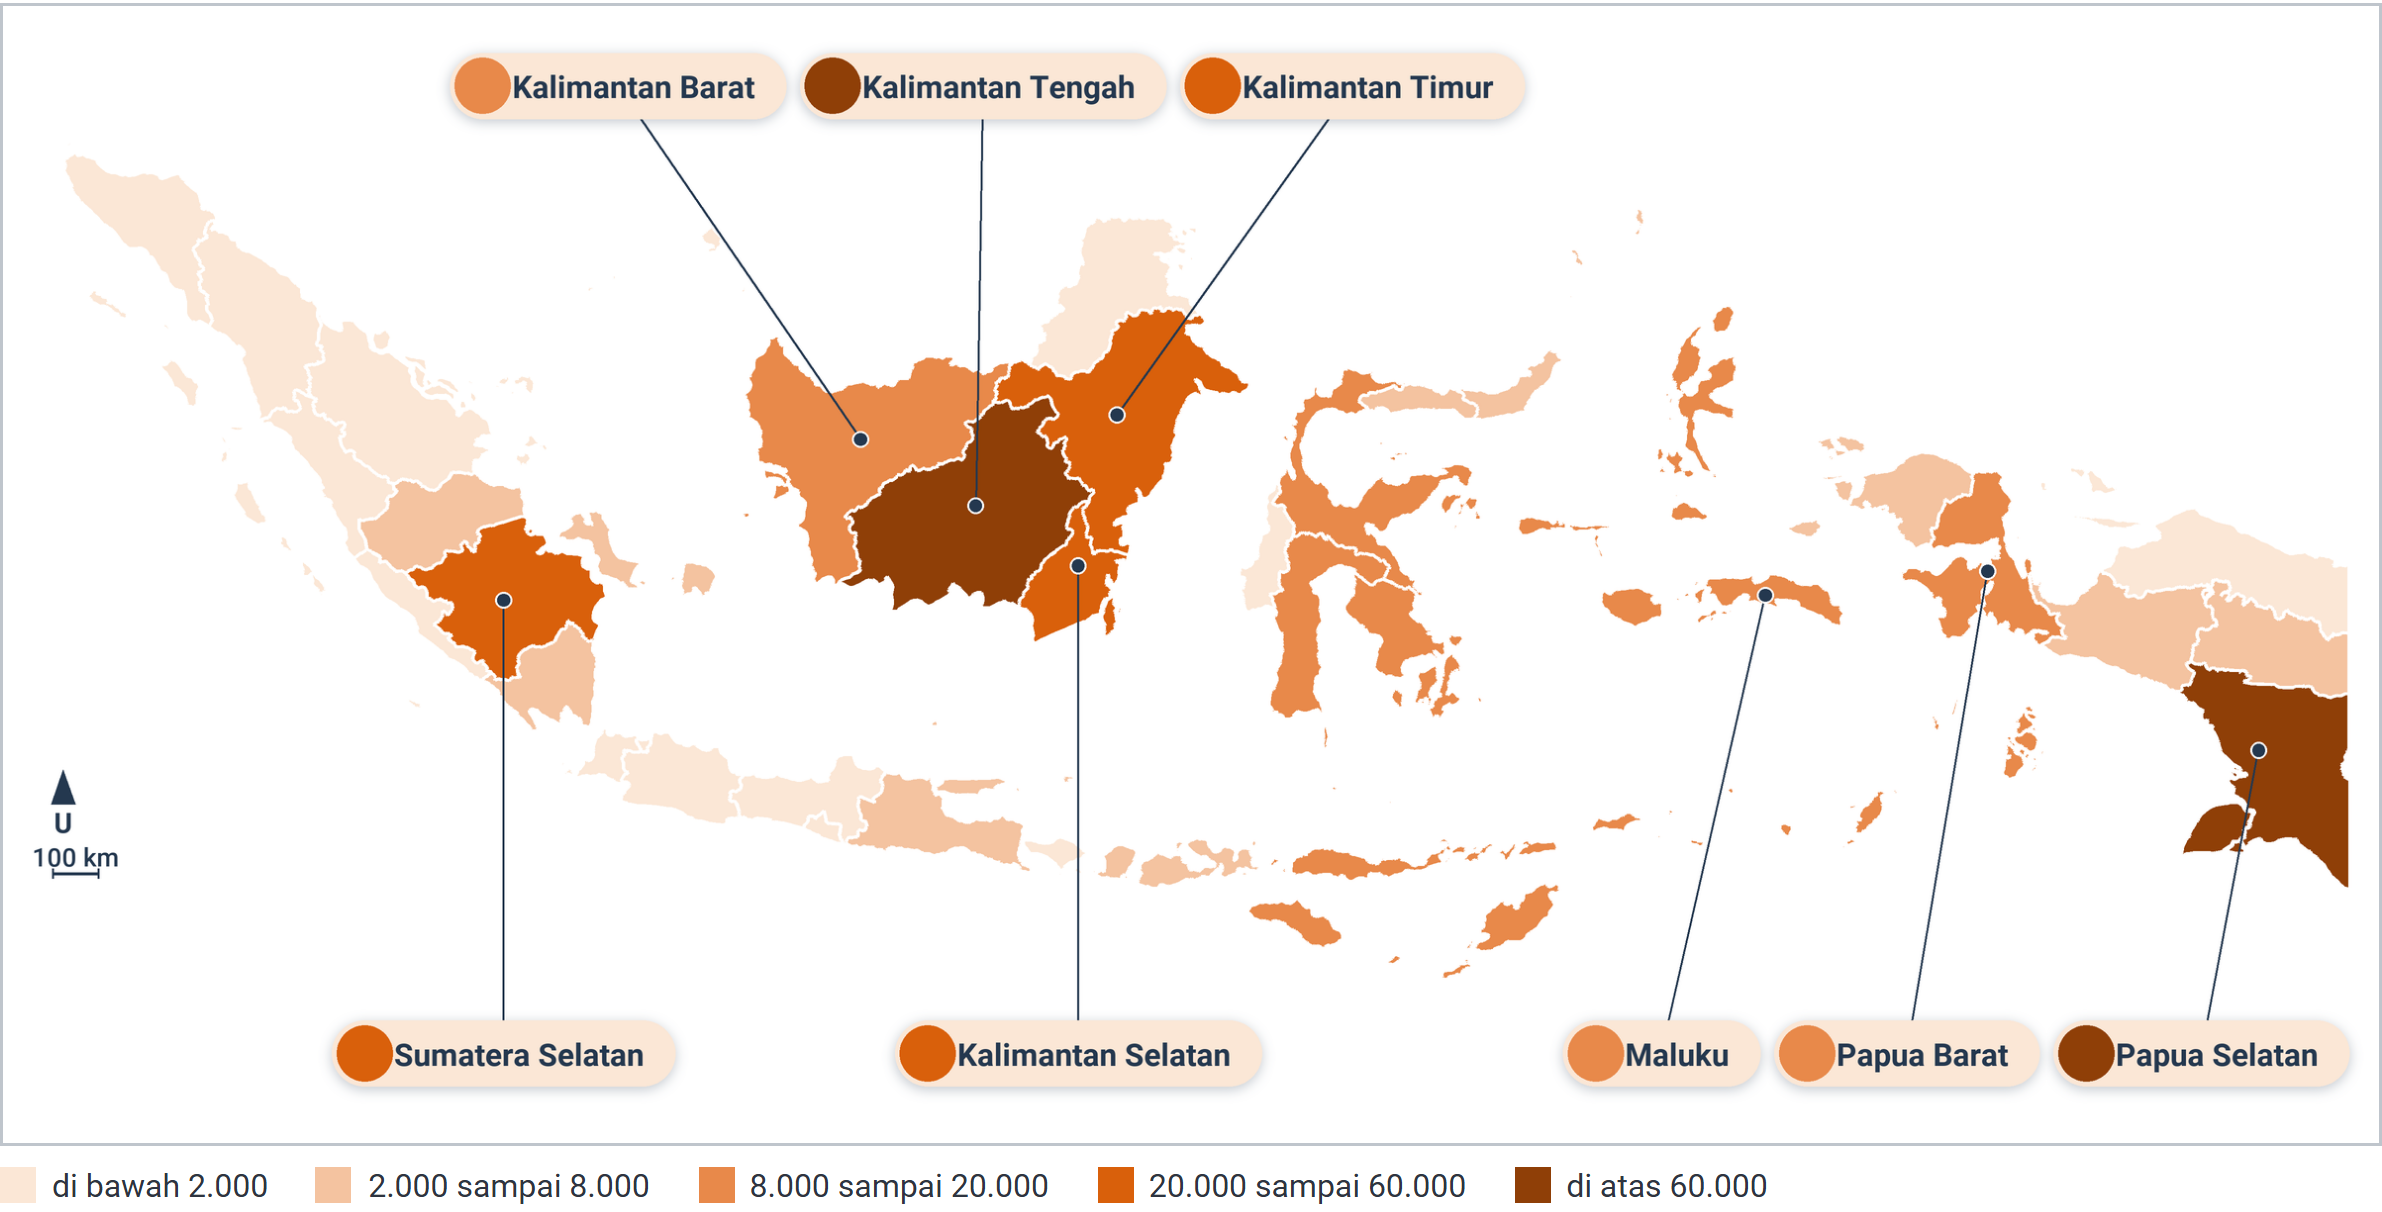 Kalimantan Barat
Kalimantan Tengah
Kalimantan Timur
U
100 km
Sumatera Selatan
Kalimantan Selatan
Maluku
Papua Barat
Papua Selatan
di bawah 2.000
2.000 sampai 8.000
8.000 sampai 20.000
20.000 sampai 60.000
di atas 60.000